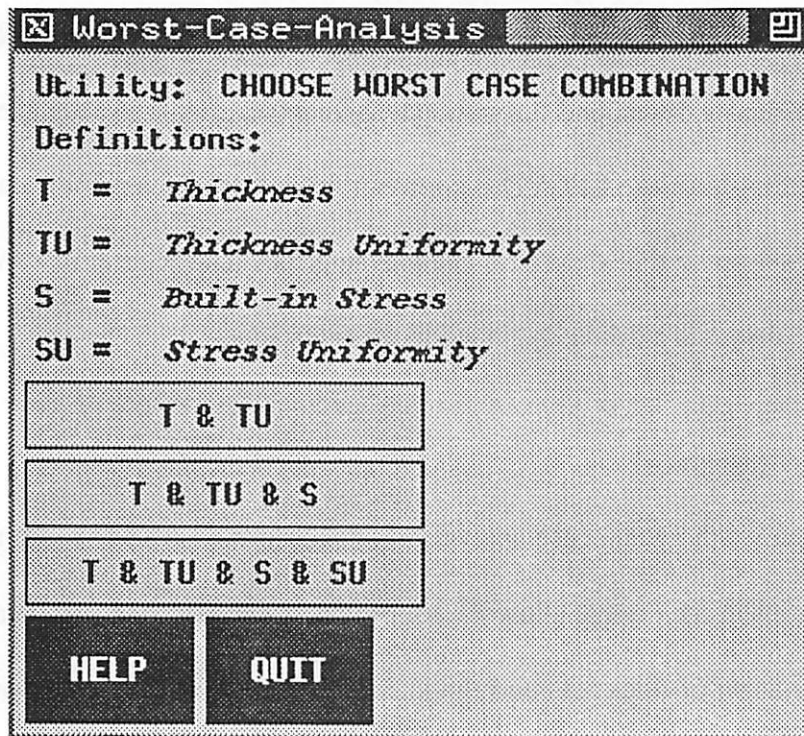 Worst-Case-Analysis
Utility: CHOOSE WORST CASE COMBINATION
Definitions:
T = Thickness
TU = Thickness Uniformity
S = Built-in Stress
SU = Stress Uniformity
T & TU
T & TU & S
T & TU & S & SU
HELP QUIT